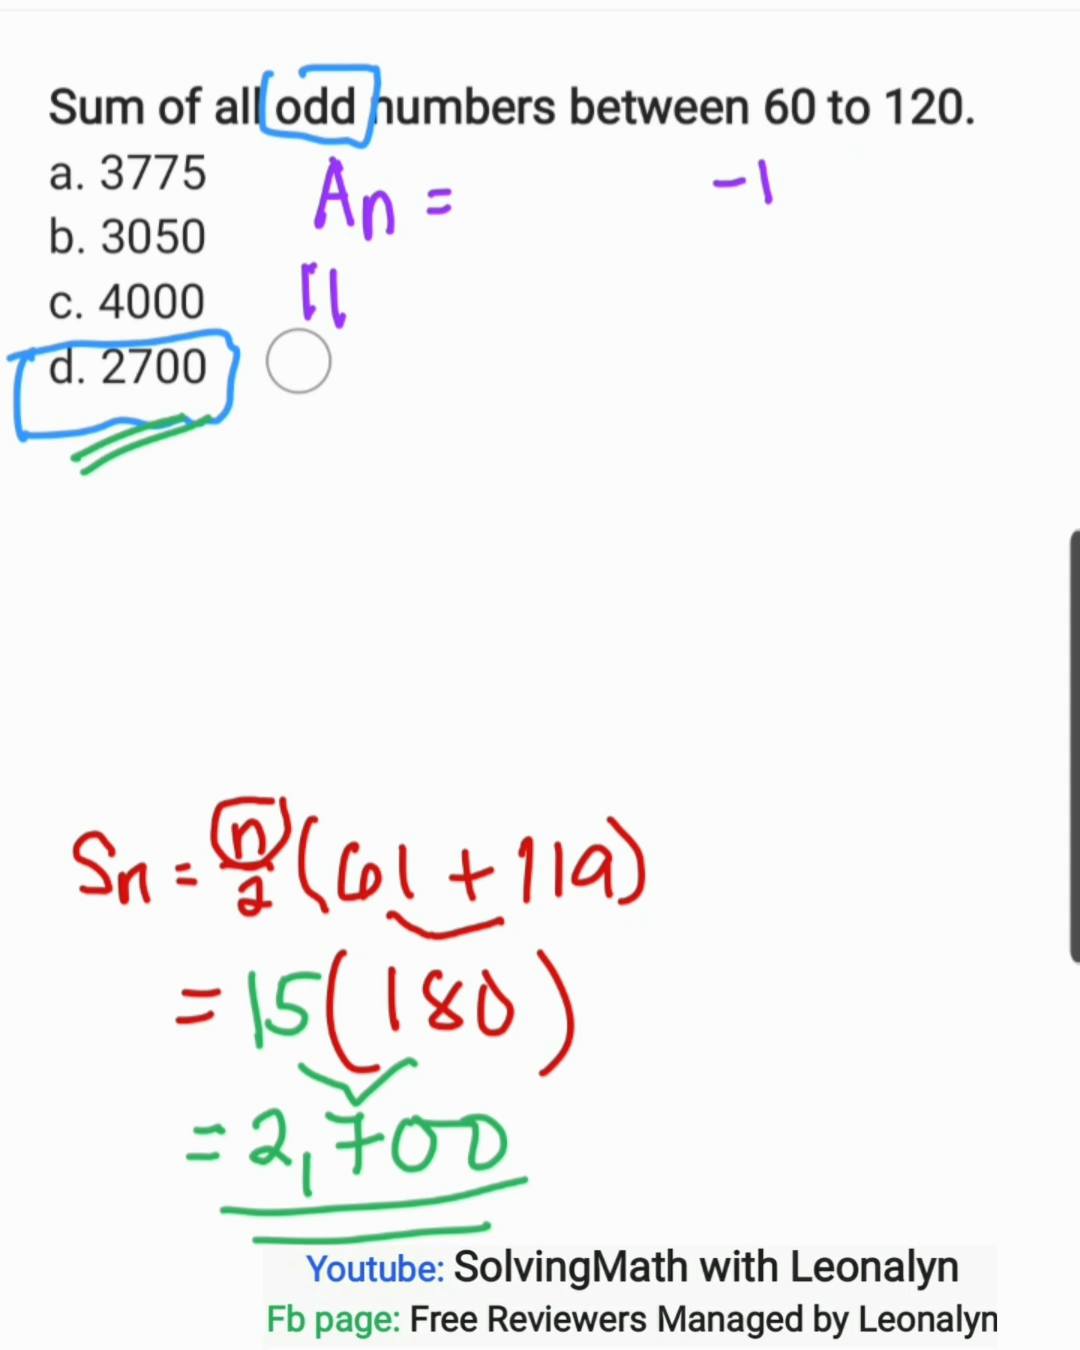 Sum of all odd numbers between 60 to 120.
a. 3775
An = -1
b. 3050
c. 4000
d. 2700
Sn = n/2 (61 + 119)
= 15 (180)
= 2,700
Youtube: SolvingMath with Leonalyn
Fb page: Free Reviewers Managed by Leonalyn